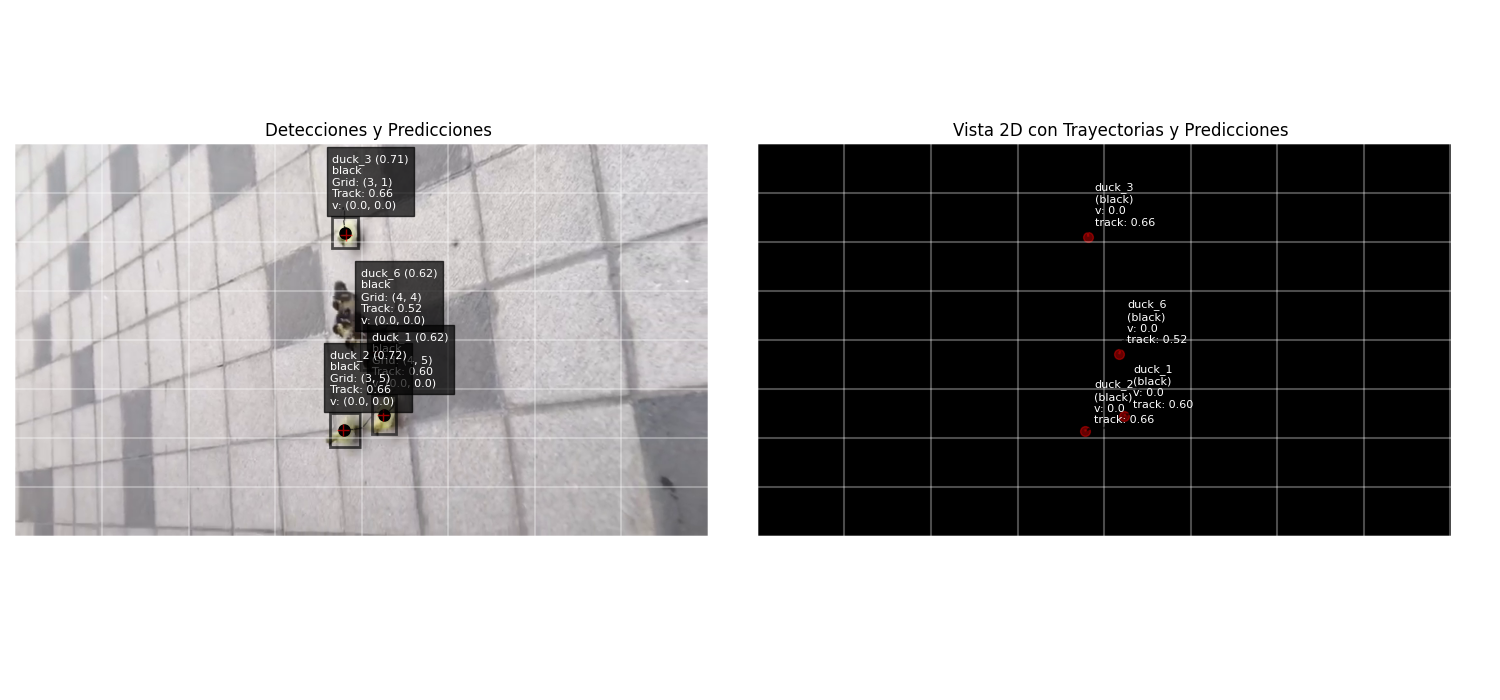 Detecciones y Predicciones
duck_3 (0.71)
black
Grid: (3, 1)
Track: 0.66
v: (0.0, 0.0)
duck_6 (0.62)
black
Grid: (4, 4)
Track: 0.52
v: (0.0, 0.0)
duck_1 (0.62)
black
(4, 5)
Track: 0.60
0.0, 0.0)
duck_2 (0.72)
black
Grid: (3, 5)
Track: 0.66
v: (0.0, 0.0)
Vista 2D con Trayectorias y Predicciones
duck_3
(black)
v: 0.0
track: 0.66
duck_6
(black)
v: 0.0
track: 0.52
duck_1
(black)
v: 0.0
track: 0.60
duck_2
(black)
v: 0.0
track: 0.66